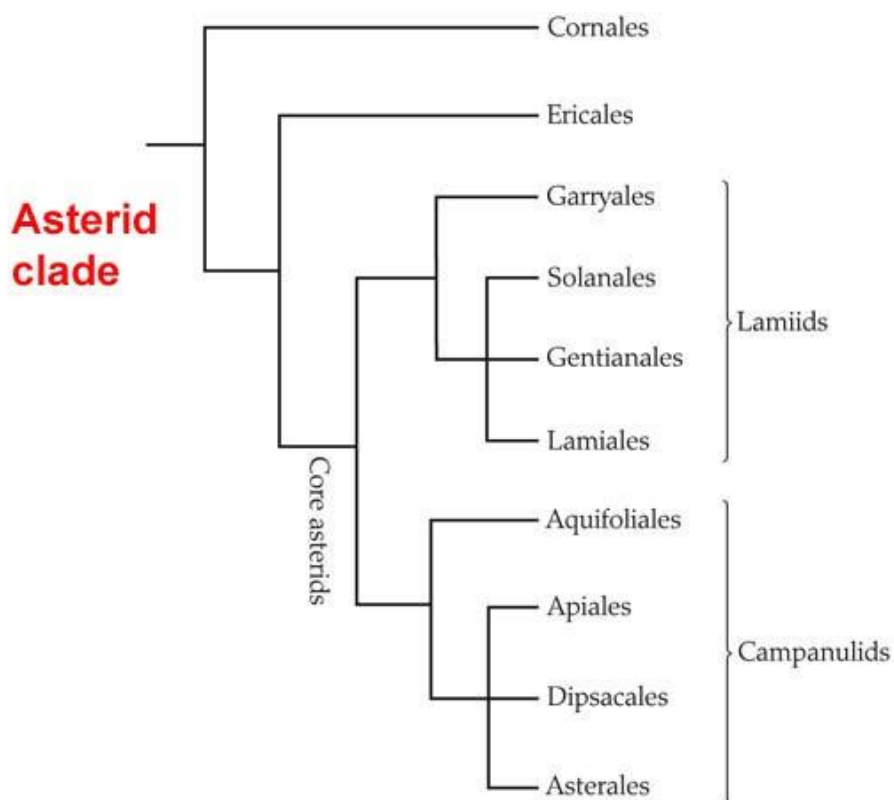 Cornales
Ericales
Asterid
clade
Garryales
Solanales
Gentianales
Lamiales
Lamiids
Core asterids
Aquifoliales
Apiales
Dipsacales
Asterales
Campanulids